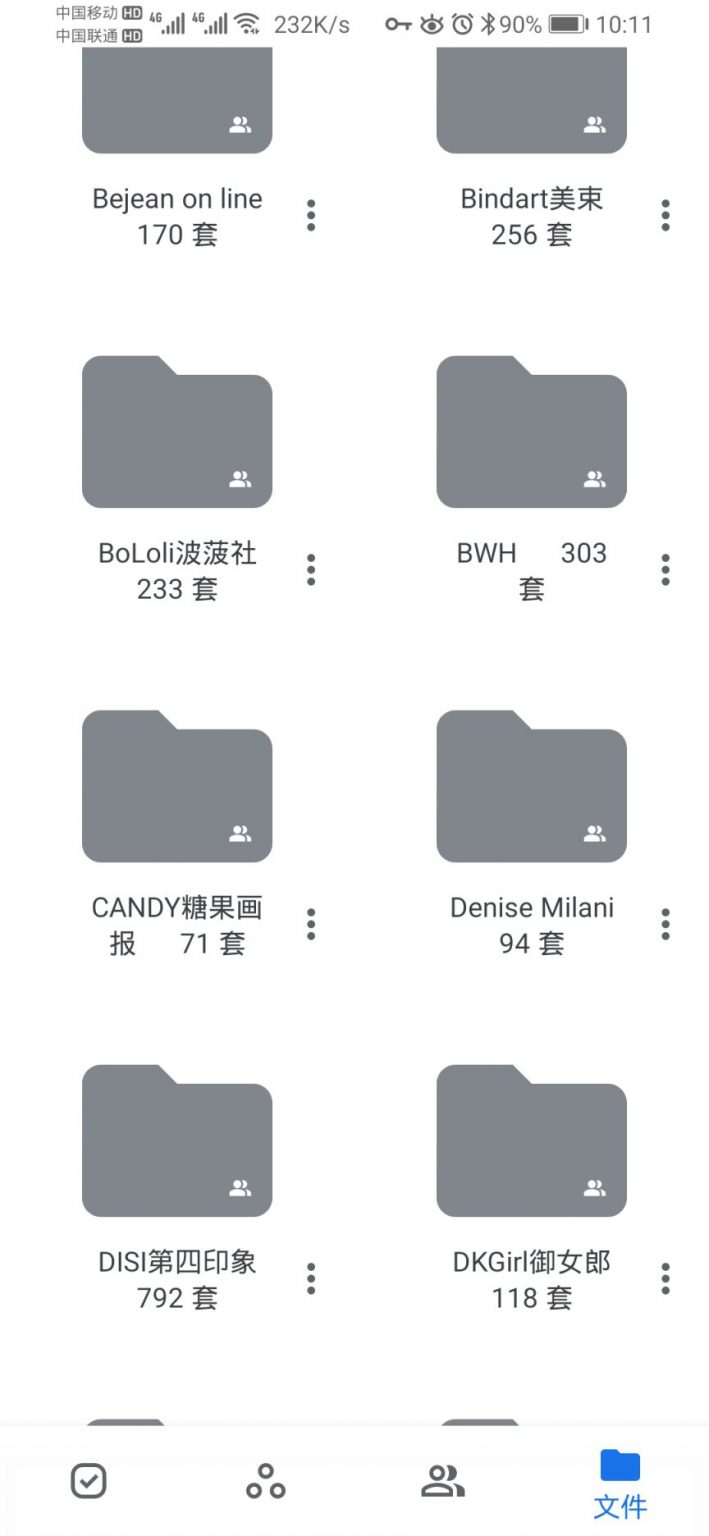 中国移动 HD 4G 4G 232K/s 90% 10:11
中国联通 HD
Bejean on line
170 套
Bindart美束
256 套
BoLoli波菠社
233 套
BWH 303
套
CANDY糖果画
报 71 套
Denise Milani
94 套
DISI第四印象
792 套
DKGirl御女郎
118 套
文件